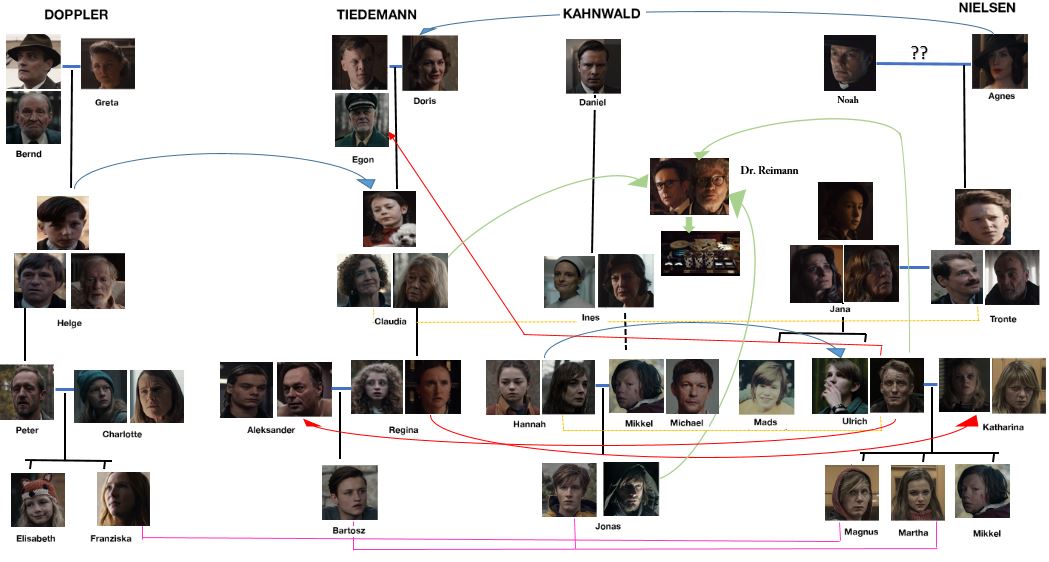 DOPPLER
TIEDEMANN
KAHNWALD
NIELSEN
??
Greta
Doris
Daniel
Noah
Agnes
Bernd
Egon
Dr. Reimann
Helge
Claudia
Ines
Jana
Tronte
Peter
Charlotte
Aleksander
Regina
Hannah
Mikkel
Michael
Mads
Ulrich
Katharina
Elisabeth
Franziska
Bartosz
Jonas
Magnus
Martha
Mikkel